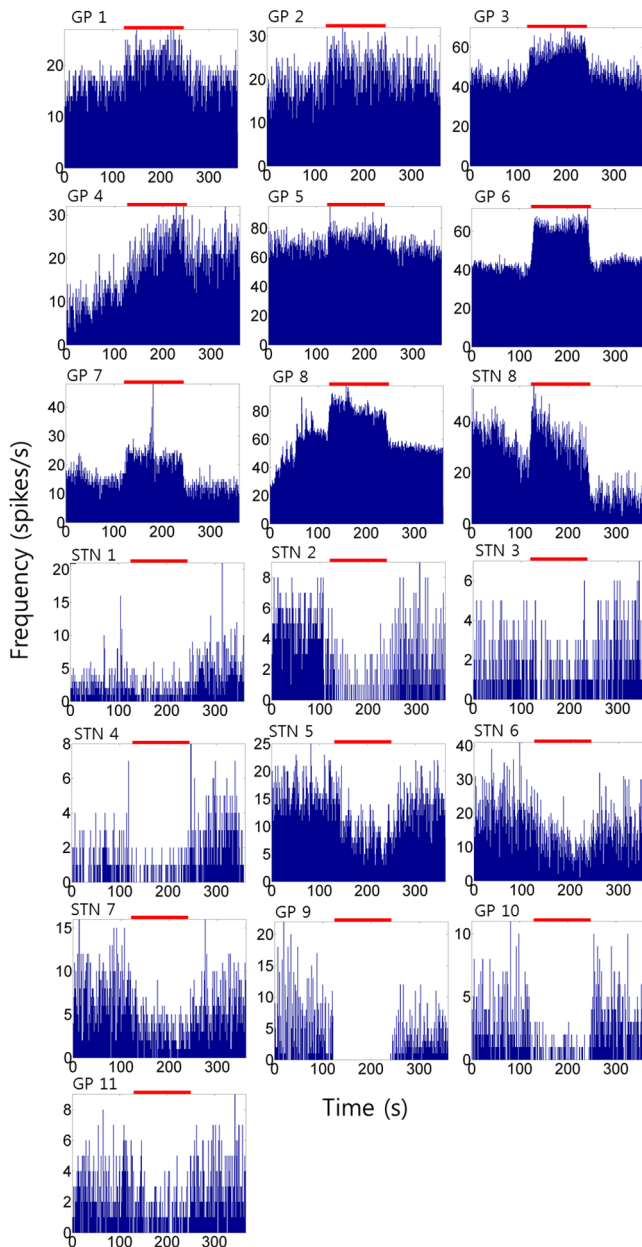 GP 1 GP 2 GP 3
20 10 0
30 20 10 0
60 40 20 0
0 100 200 300 0 100 200 300 0 100 200 300
GP 4 GP 5 GP 6
30 20 10 0
80 60 40 20 0
60 40 20 0
0 100 200 300 0 100 200 300 0 100 200 300
GP 7 GP 8 STN 8
40 30 20 10 0
80 60 40 20 0
40 20 0
0 100 200 300 0 100 200 300 0 100 200 300
Frequency (spikes/s)
STN 1 STN 2 STN 3
20 15 10 5 0
8 6 4 2 0
6 4 2 0
0 100 200 300 0 100 200 300 0 100 200 300
STN 4 STN 5 STN 6
8 6 4 2 0
25 20 15 10 5 0
40 30 20 10 0
0 100 200 300 0 100 200 300 0 100 200 300
STN 7 GP 9 GP 10
15 10 5 0
20 15 10 5 0
10 5 0
0 100 200 300 0 100 200 300 0 100 200 300
GP 11
8 6 4 2 0
0 100 200 300
Time (s)